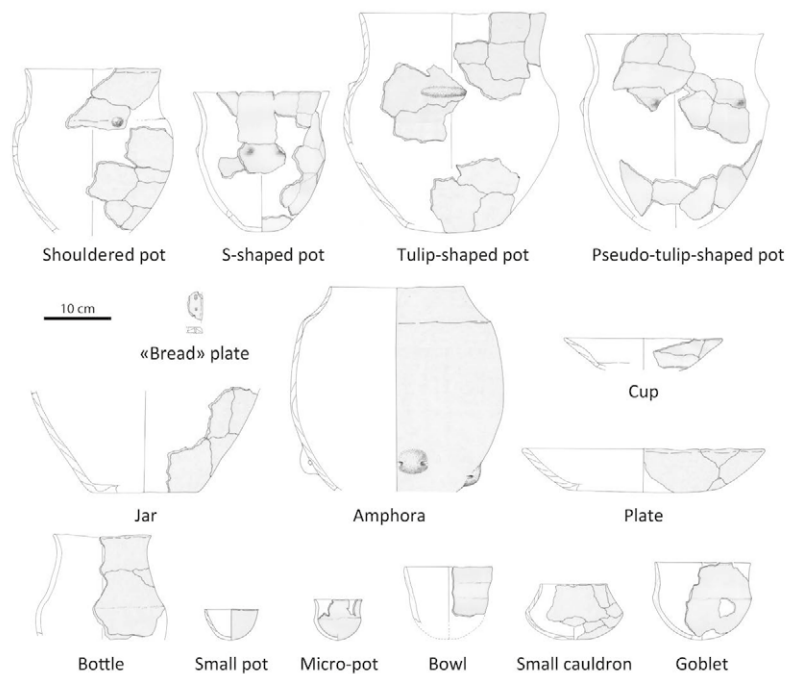 Shouldered pot
S-shaped pot
Tulip-shaped pot
Pseudo-tulip-shaped pot
10 cm
«Bread» plate
Cup
Jar
Amphora
Plate
Bottle
Small pot
Micro-pot
Bowl
Small cauldron
Goblet